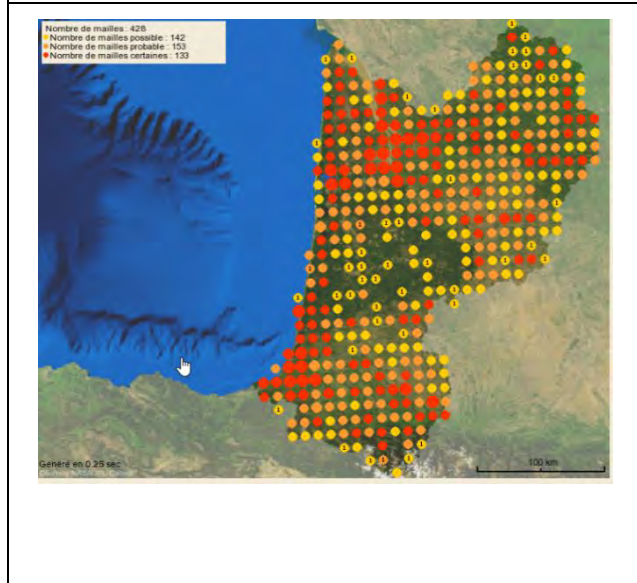 Nombre de mailles : 428
Nombre de mailles possible : 142
Nombre de mailles probable : 153
Nombre de mailles certaines : 133
Généré en 0.25 sec
100 km